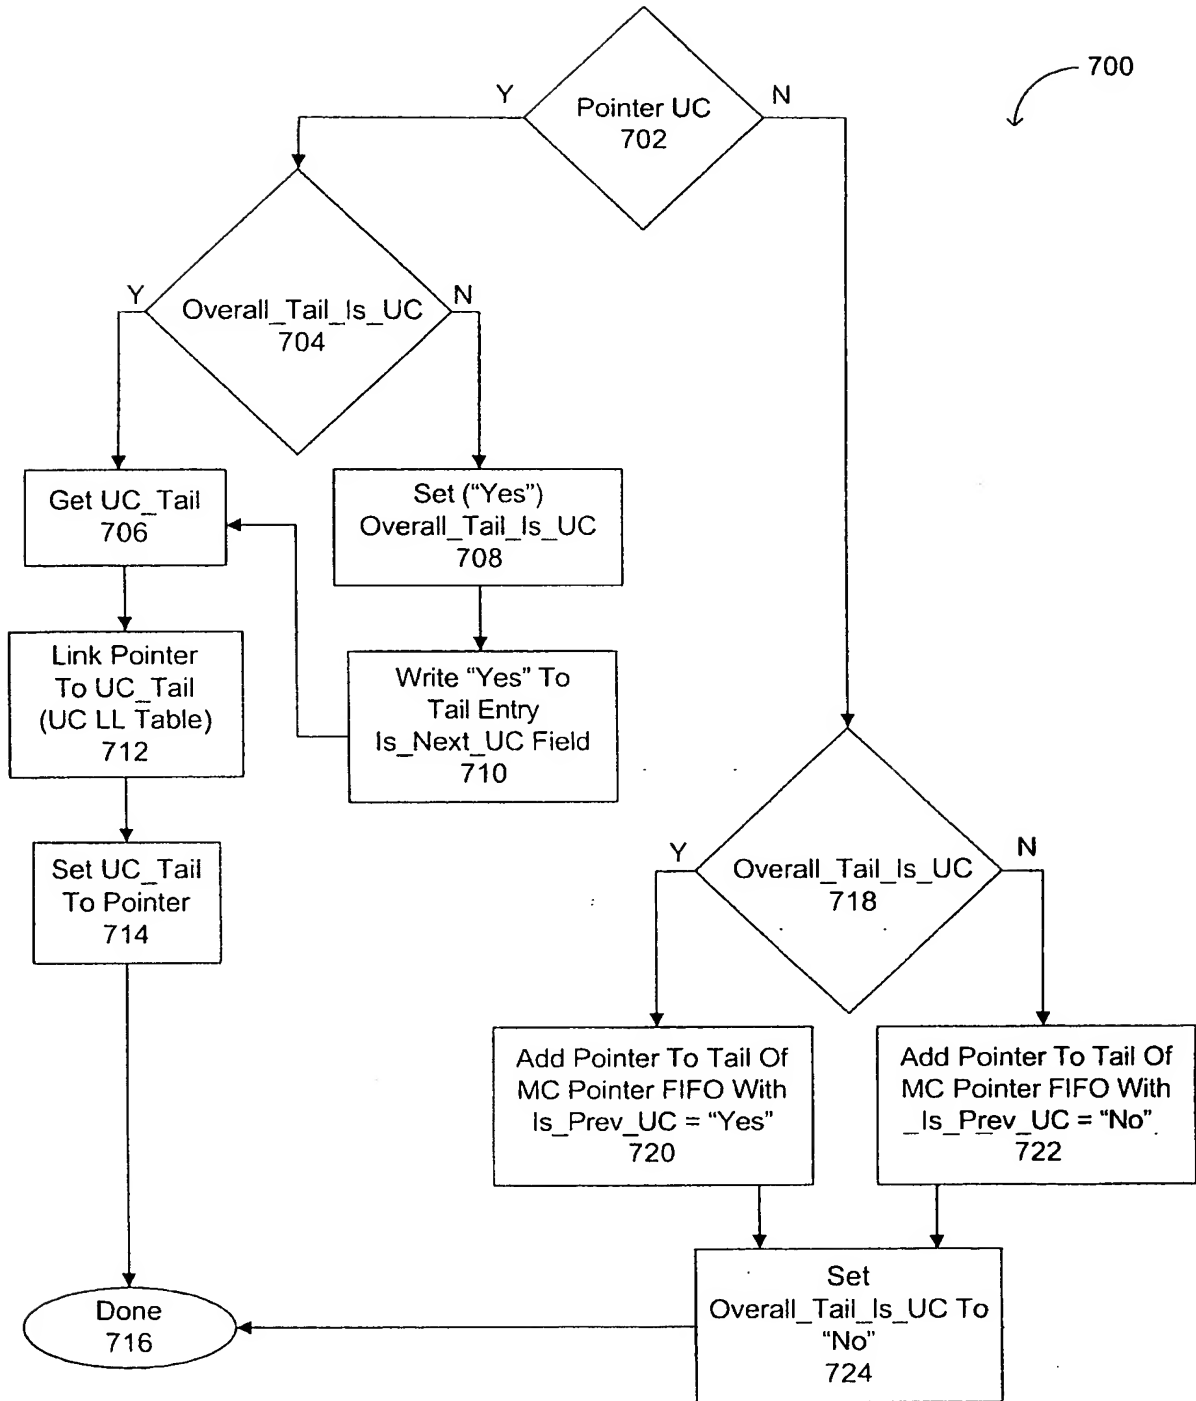 700
Y
Pointer UC
702
N
Y
Overall_Tail_Is_UC
704
N
Get UC_Tail
706
Set (“Yes”)
Overall_Tail_Is_UC
708
Link Pointer
To UC_Tail
(UC LL Table)
712
Write “Yes” To
Tail Entry
Is_Next_UC Field
710
Set UC_Tail
To Pointer
714
Y
Overall_Tail_Is_UC
718
N
Add Pointer To Tail Of
MC Pointer FIFO With
Is_Prev_UC = “Yes”
720
Add Pointer To Tail Of
MC Pointer FIFO With
_Is_Prev_UC = “No”
722
Set
Overall_Tail_Is_UC To
“No”
724
Done
716